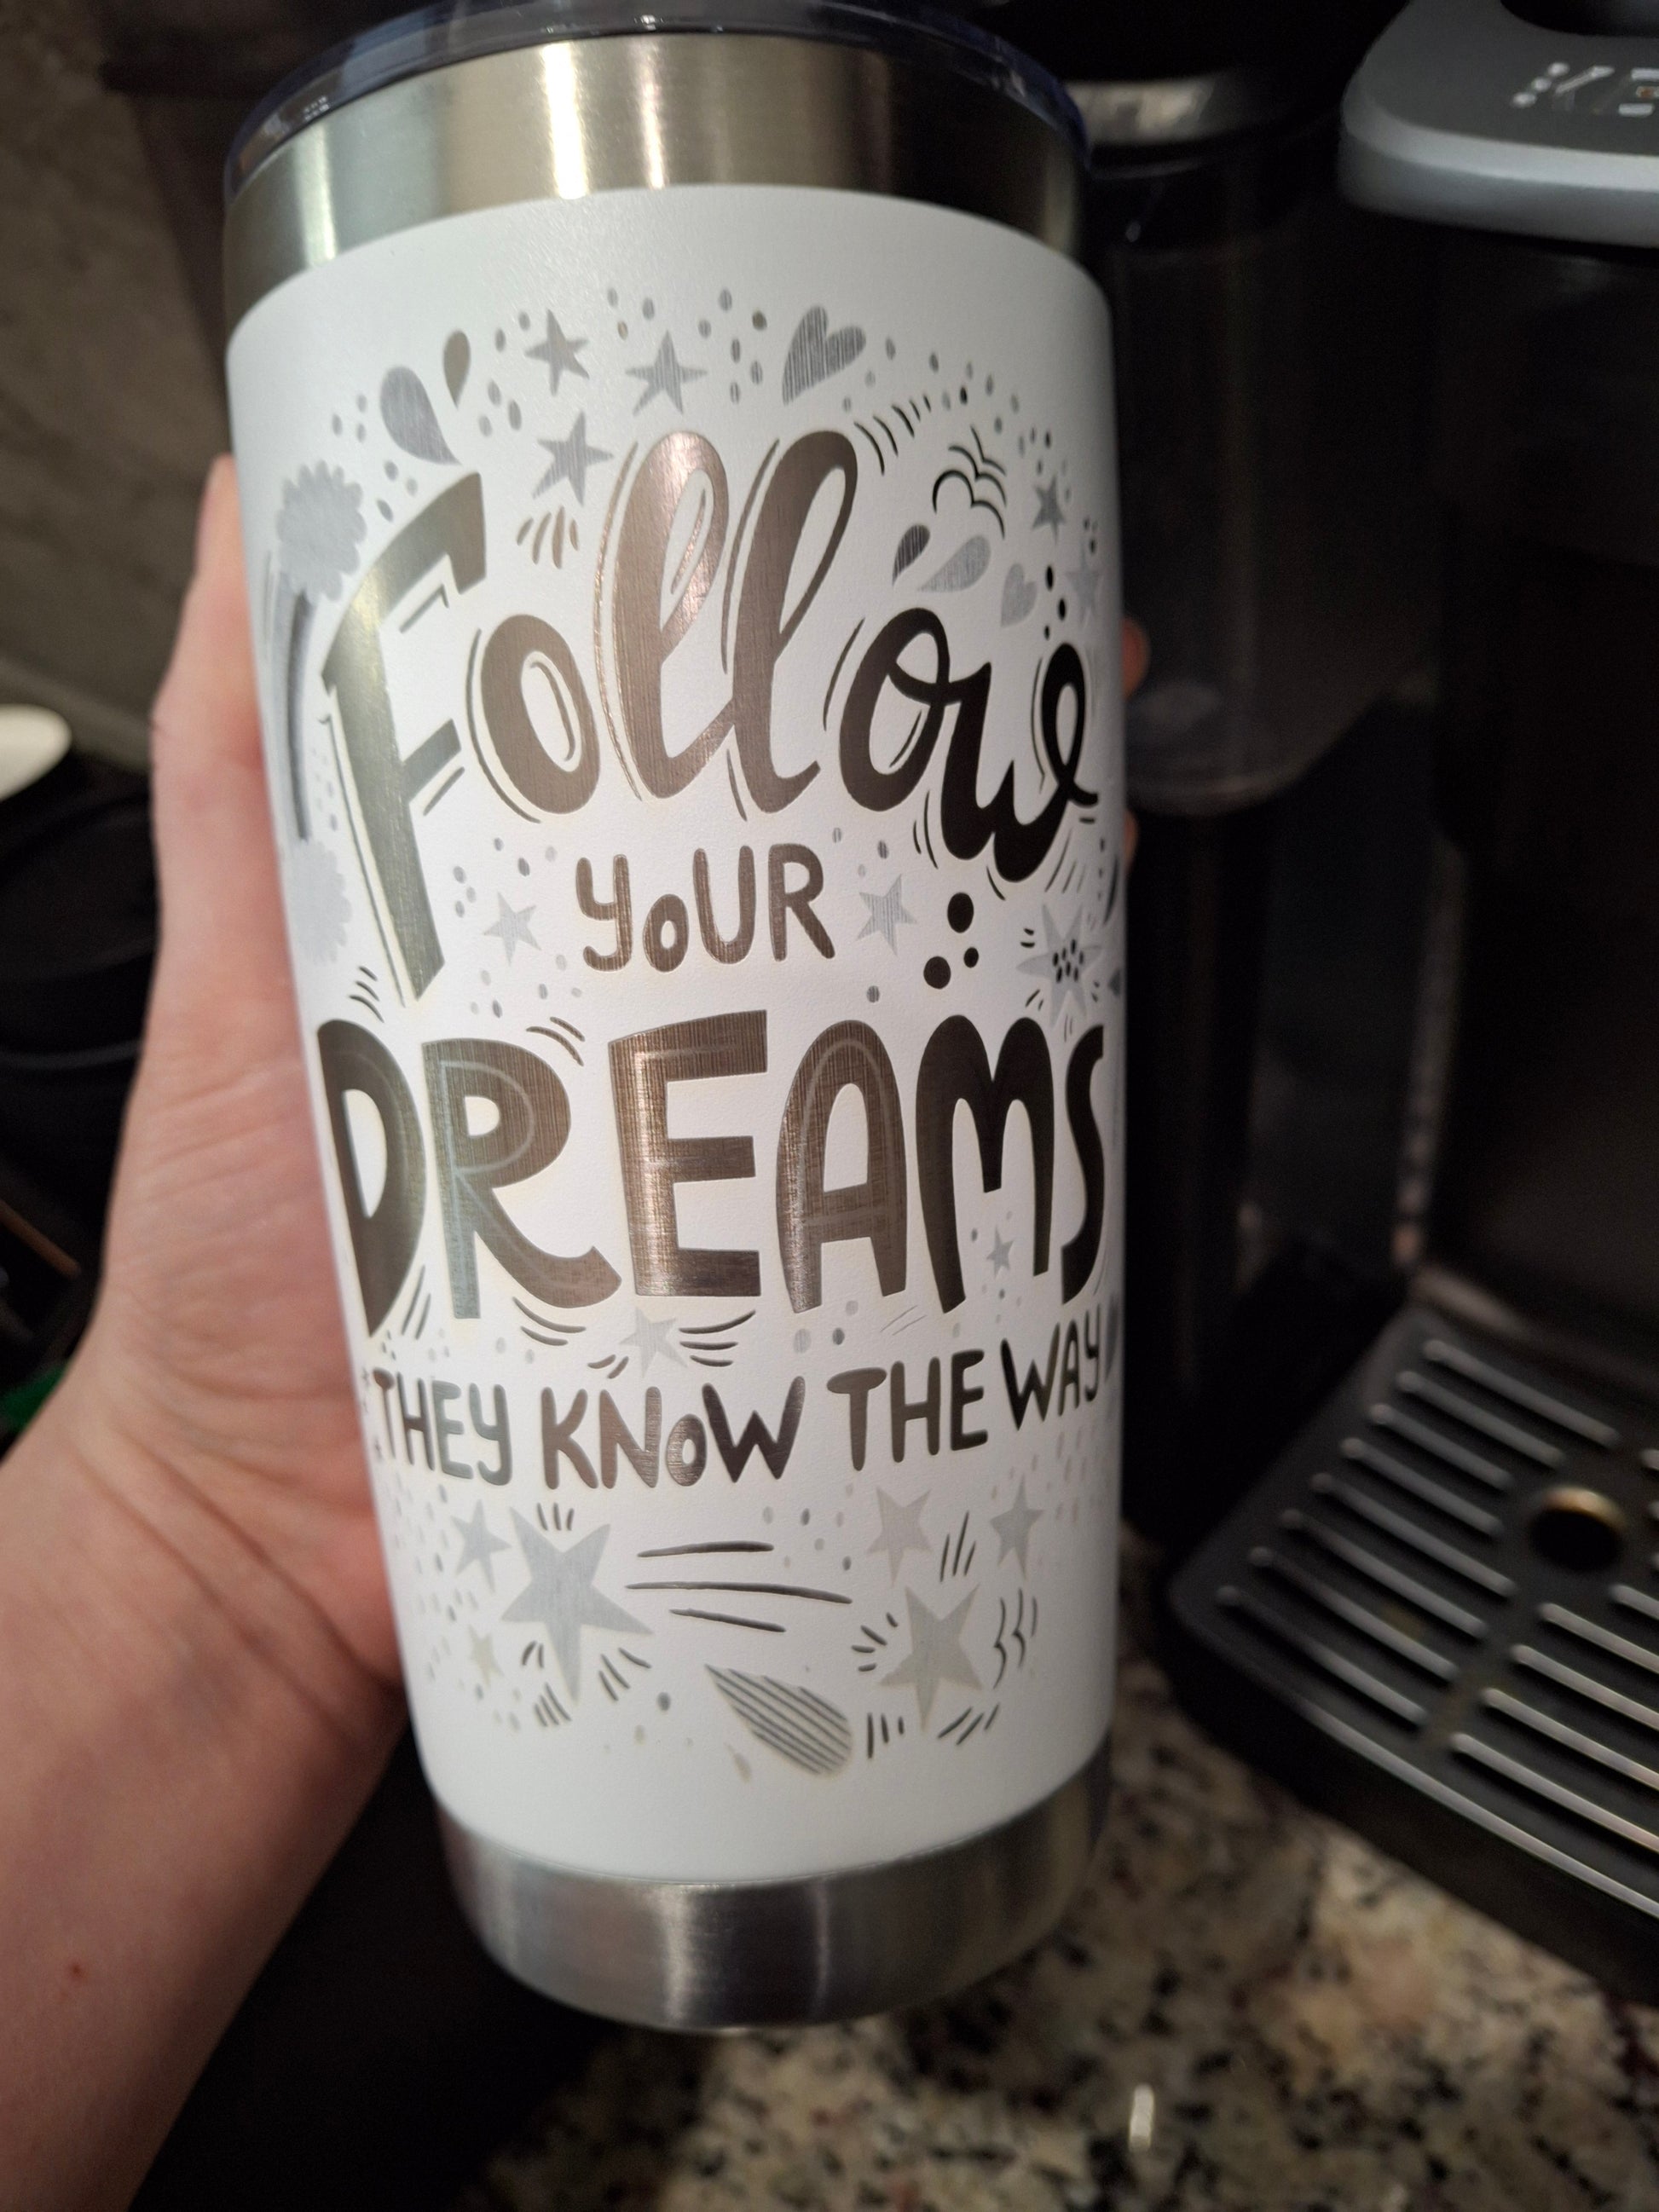 Follow
YOUR
DREAMS
THEY KNOW THE WAY